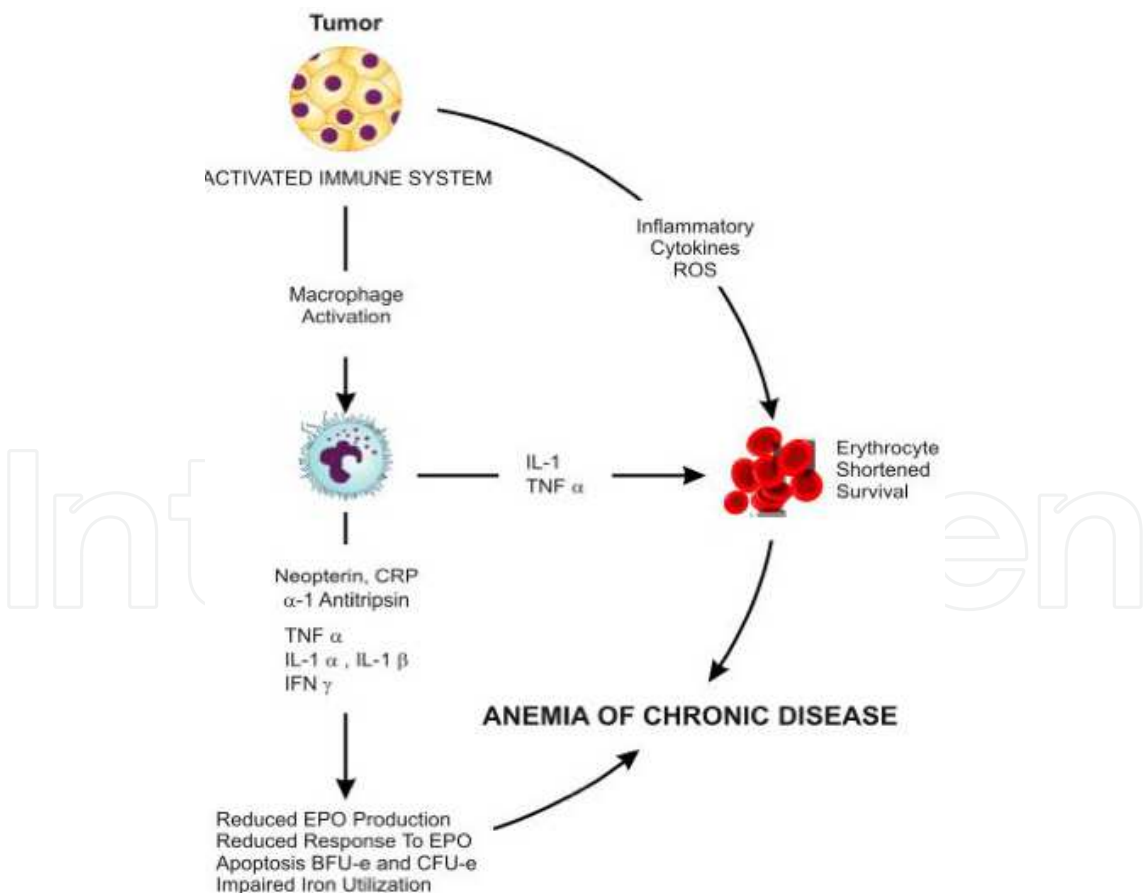 Tumor
ACTIVATED IMMUNE SYSTEM
Inflammatory
Cytokines
ROS
Macrophage
Activation
IL-1
TNF α
Erythrocyte
Shortened
Survival
Neopterin, CRP
α-1 Antitripsin
TNF α
IL-1 α , IL-1 β
IFN γ
ANEMIA OF CHRONIC DISEASE
Reduced EPO Production
Reduced Response To EPO
Apoptosis BFU-e and CFU-e
Impaired Iron Utilization